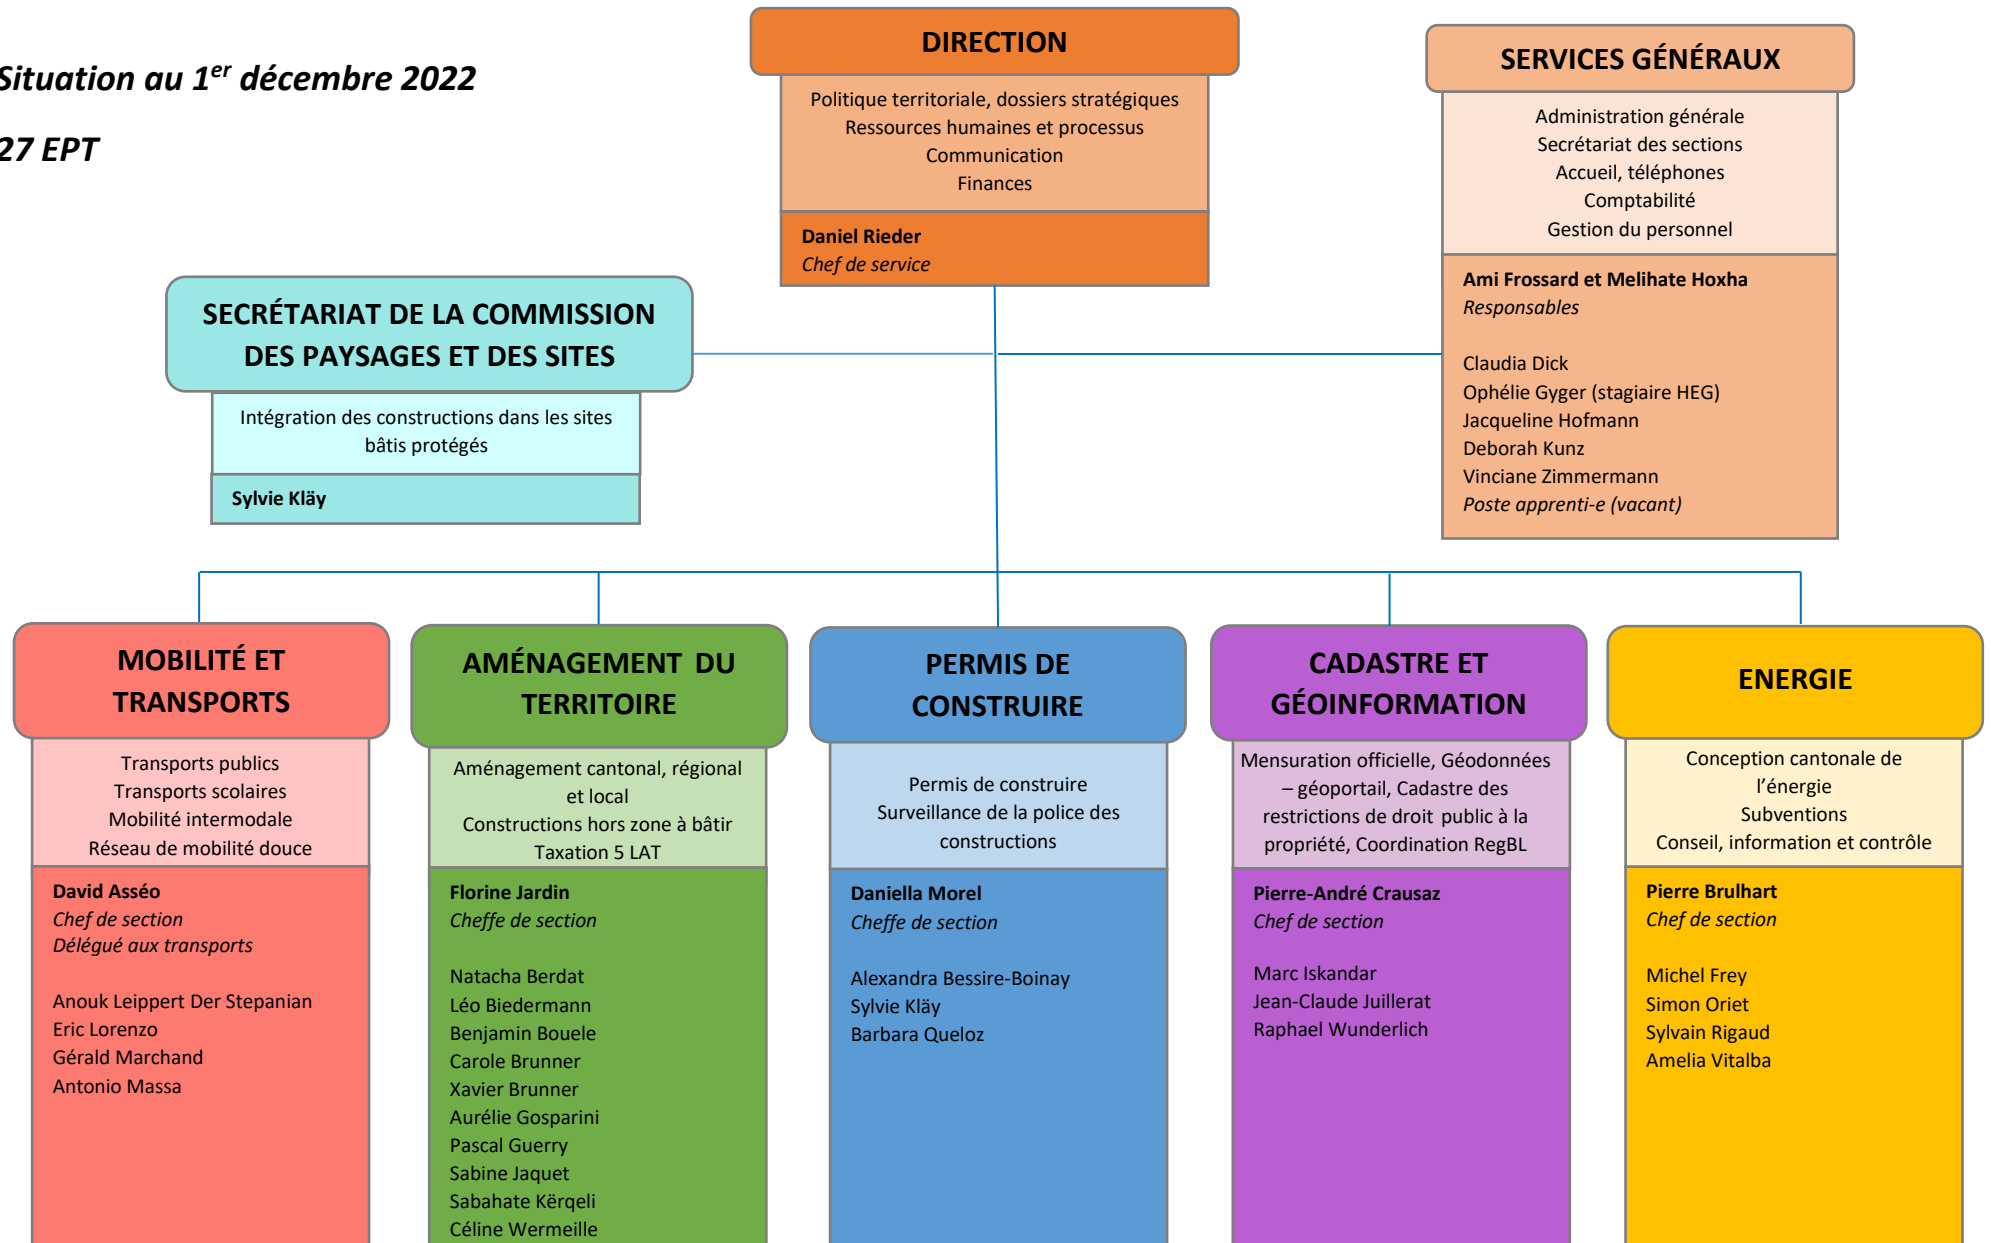 Situation au 1er décembre 2022
27 EPT
DIRECTION
Politique territoriale, dossiers stratégiques
Ressources humaines et processus
Communication
Finances
Daniel Rieder
Chef de service
SERVICES GÉNÉRAUX
Administration générale
Secrétariat des sections
Accueil, téléphones
Comptabilité
Gestion du personnel
Ami Frossard et Melihate Hoxha
Responsables
Claudia Dick
Ophélie Gyger (stagiaire HEG)
Jacqueline Hofmann
Deborah Kunz
Vinciane Zimmermann
Poste apprenti-e (vacant)
SECRÉTARIAT DE LA COMMISSION
DES PAYSAGES ET DES SITES
Intégration des constructions dans les sites
bâtis protégés
Sylvie Kläy
MOBILITÉ ET
TRANSPORTS
Transports publics
Transports scolaires
Mobilité intermodale
Réseau de mobilité douce
David Asséo
Chef de section
Délégué aux transports
Anouk Leippert Der Stepanian
Eric Lorenzo
Gérald Marchand
Antonio Massa
AMÉNAGEMENT DU
TERRITOIRE
Aménagement cantonal, régional
et local
Constructions hors zone à bâtir
Taxation 5 LAT
Florine Jardin
Cheffe de section
Natacha Berdat
Léo Biedermann
Benjamin Bouele
Carole Brunner
Xavier Brunner
Aurélie Gosparini
Pascal Guerry
Sabine Jaquet
Sabahate Kërqeli
Céline Wermeille
PERMIS DE
CONSTRUIRE
Permis de construire
Surveillance de la police des
constructions
Daniella Morel
Cheffe de section
Alexandra Bessire-Boinay
Sylvie Kläy
Barbara Queloz
CADASTRE ET
GÉOINFORMATION
Mensuration officielle, Géodonnées
– géoportail, Cadastre des
restrictions de droit public à la
propriété, Coordination RegBL
Pierre-André Crausaz
Chef de section
Marc Iskandar
Jean-Claude Juillerat
Raphael Wunderlich
ENERGIE
Conception cantonale de
l’énergie
Subventions
Conseil, information et contrôle
Pierre Brulhart
Chef de section
Michel Frey
Simon Oriet
Sylvain Rigaud
Amelia Vitalba